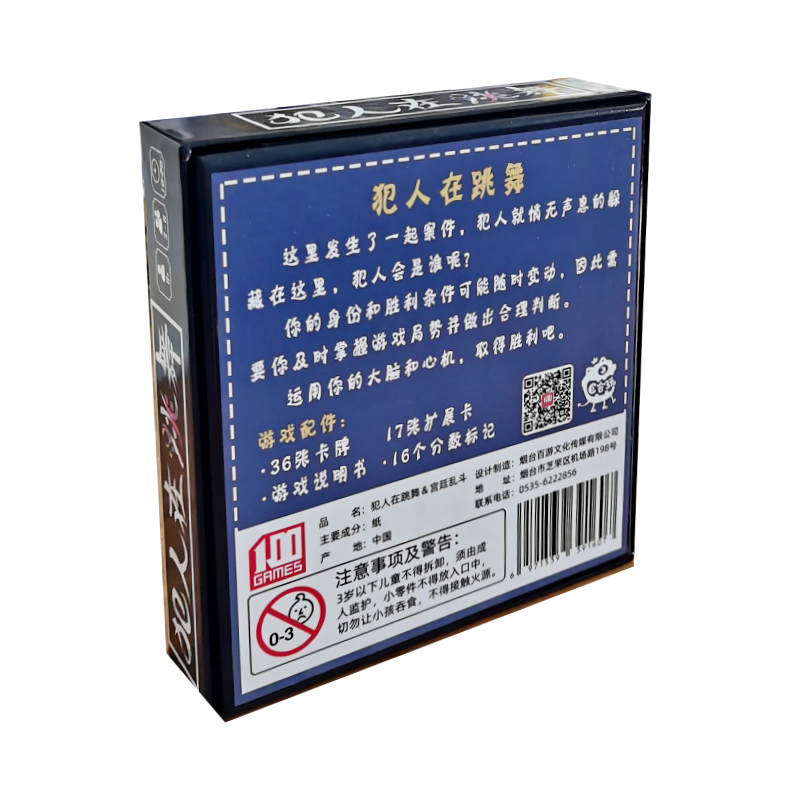 犯人在跳舞
犯人在跳舞
犯人在跳舞
这里发生了一起案件，犯人就悄无声息的躲
藏在这里，犯人会是谁呢？
你的身份和胜利条件可能随时变动，因此需
要你及时掌握游戏局势并做出合理判断。
运用你的大脑和心机，取得胜利吧。
游戏配件：
·36张卡牌
17张扩展卡
·游戏说明书
·16个分数标记
100
GAMES
品 名：犯人在跳舞&宫廷乱斗
主要成分：纸
产 地：中国
设计制造：烟台百游文化传媒有限公司
地 址：烟台市芝罘区机场路198号
联系电话：0535-6222856
注意事项及警告：
3岁以下儿童不得拆卸，须由成
人监护，小零件不得放入口中，
切勿让小孩吞食，不得接触火源。
0-3